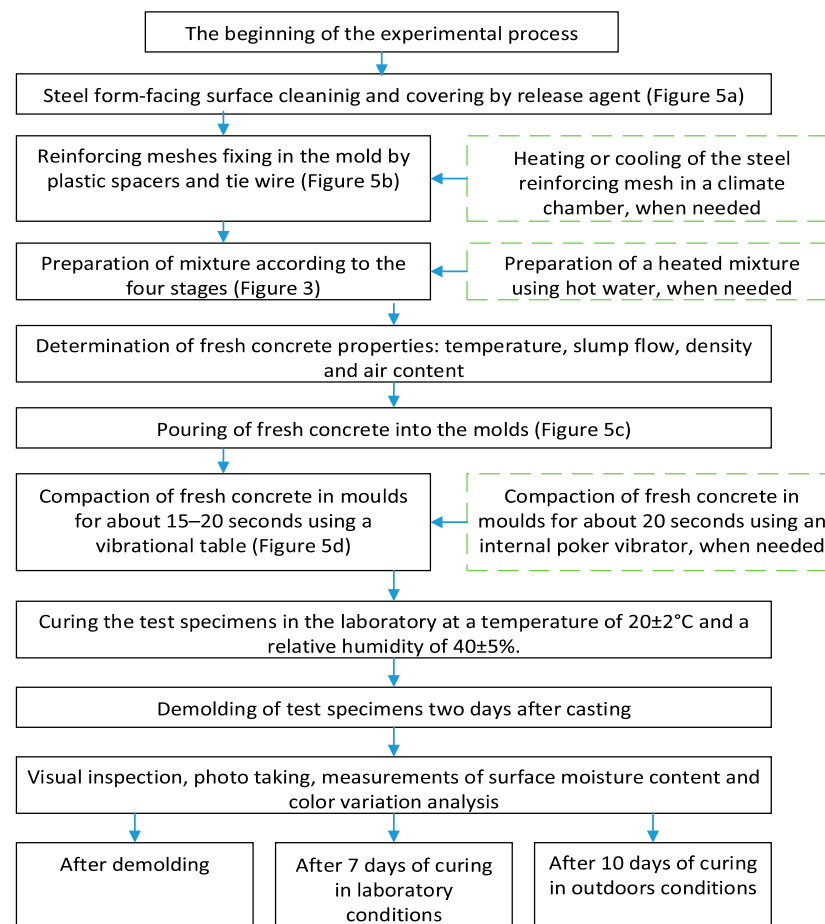 The beginning of the experimental process
Steel form-facing surface cleaninig and covering by release agent (Figure 5a)
Reinforcing meshes fixing in the mold by
plastic spacers and tie wire (Figure 5b)
Heating or cooling of the steel
reinforcing mesh in a climate
chamber, when needed
Preparation of mixture according to the
four stages (Figure 3)
Preparation of a heated mixture
using hot water, when needed
Determination of fresh concrete properties: temperature, slump flow, density
and air content
Pouring of fresh concrete into the molds (Figure 5c)
Compaction of fresh concrete in moulds
for about 15–20 seconds using a
vibrational table (Figure 5d)
Compaction of fresh concrete in
moulds for about 20 seconds using an
internal poker vibrator, when needed
Curing the test specimens in the laboratory at a temperature of 20±2°C and a
relative humidity of 40±5%.
Demolding of test specimens two days after casting
Visual inspection, photo taking, measurements of surface moisture content and
color variation analysis
After demolding
After 7 days of curing
in laboratory
conditions
After 10 days of curing
in outdoors conditions